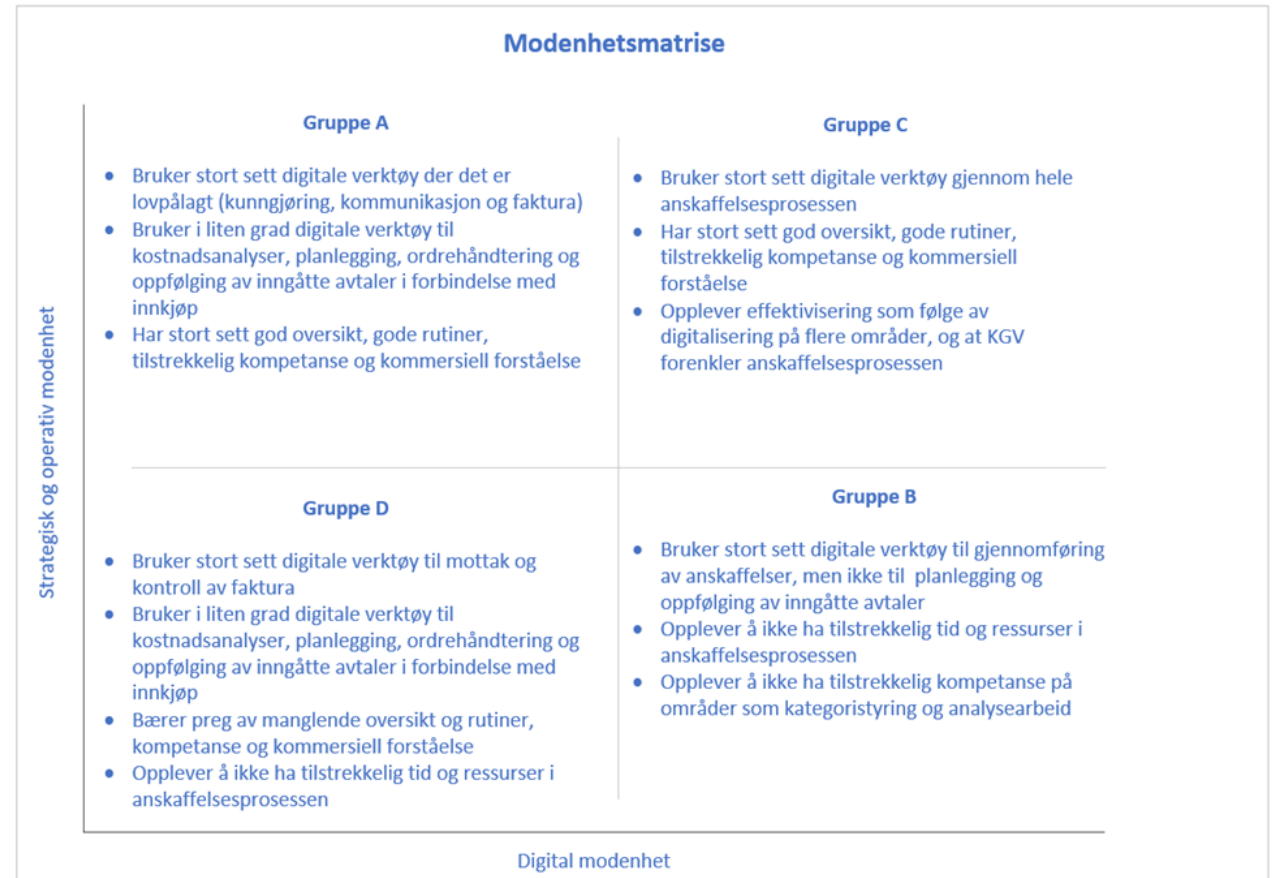 Modenhetsmatrise
Gruppe A
• Bruker stort sett digitale verktøy der det er
lovpålagt (kunngjøring, kommunikasjon og faktura)
• Bruker i liten grad digitale verktøy til
kostnadsanalyser, planlegging, ordrehåndtering og
oppfølging av inngåtte avtaler i forbindelse med
innkjøp
• Har stort sett god oversikt, gode rutiner,
tilstrekkelig kompetanse og kommersiell forståelse
Gruppe C
• Bruker stort sett digitale verktøy gjennom hele
anskaffelsesprosessen
• Har stort sett god oversikt, gode rutiner,
tilstrekkelig kompetanse og kommersiell
forståelse
• Opplever effektivisering som følge av
digitalisering på flere områder, og at KGV
forenkler anskaffelsesprosessen
Strategisk og operativ modenhet
Gruppe D
• Bruker stort sett digitale verktøy til mottak og
kontroll av faktura
• Bruker i liten grad digitale verktøy til
kostnadsanalyser, planlegging, ordrehåndtering og
oppfølging av inngåtte avtaler i forbindelse med
innkjøp
• Bærer preg av manglende oversikt og rutiner,
kompetanse og kommersiell forståelse
• Opplever å ikke ha tilstrekkelig tid og ressurser i
anskaffelsesprosessen
Gruppe B
• Bruker stort sett digitale verktøy til gjennomføring
av anskaffelser, men ikke til planlegging og
oppfølging av inngåtte avtaler
• Opplever å ikke ha tilstrekkelig tid og ressurser i
anskaffelsesprosessen
• Opplever å ikke ha tilstrekkelig kompetanse på
områder som kategoristyring og analysearbeid
Digital modenhet